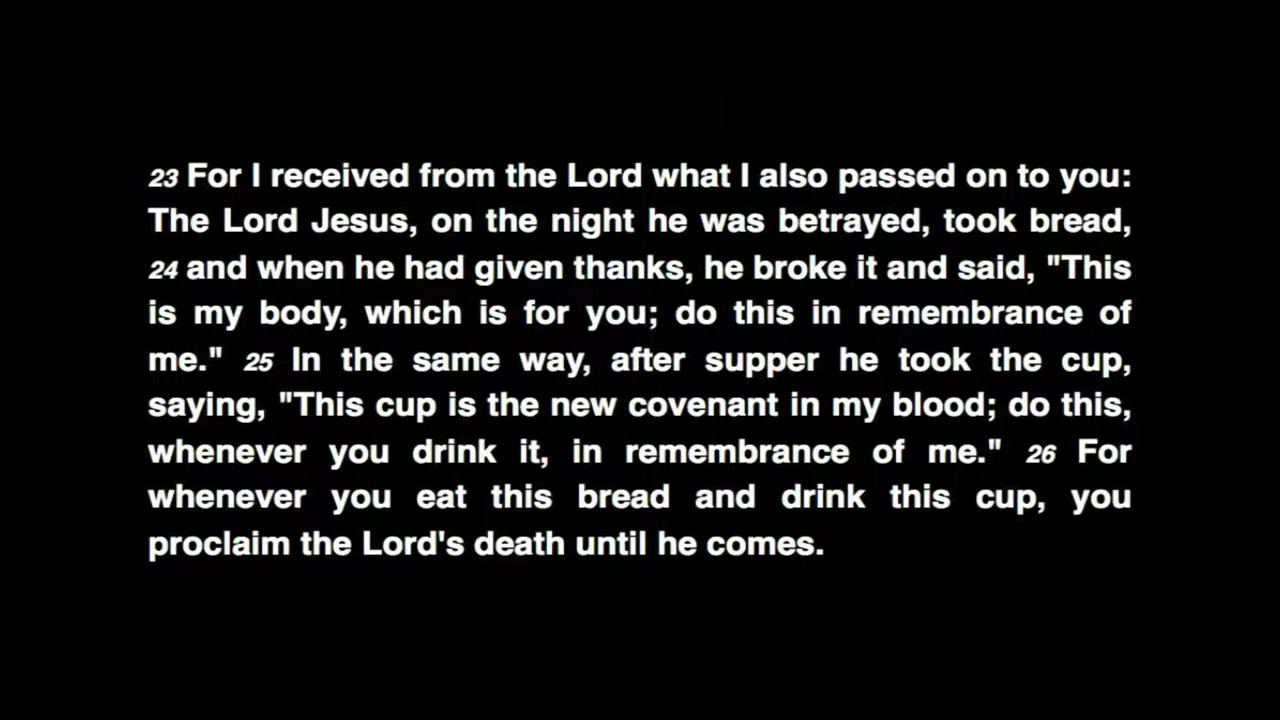 23 For I received from the Lord what I also passed on to you:
The Lord Jesus, on the night he was betrayed, took bread,
24 and when he had given thanks, he broke it and said, "This
is my body, which is for you; do this in remembrance of
me." 25 In the same way, after supper he took the cup,
saying, "This cup is the new covenant in my blood; do this,
whenever you drink it, in remembrance of me." 26 For
whenever you eat this bread and drink this cup, you
proclaim the Lord's death until he comes.